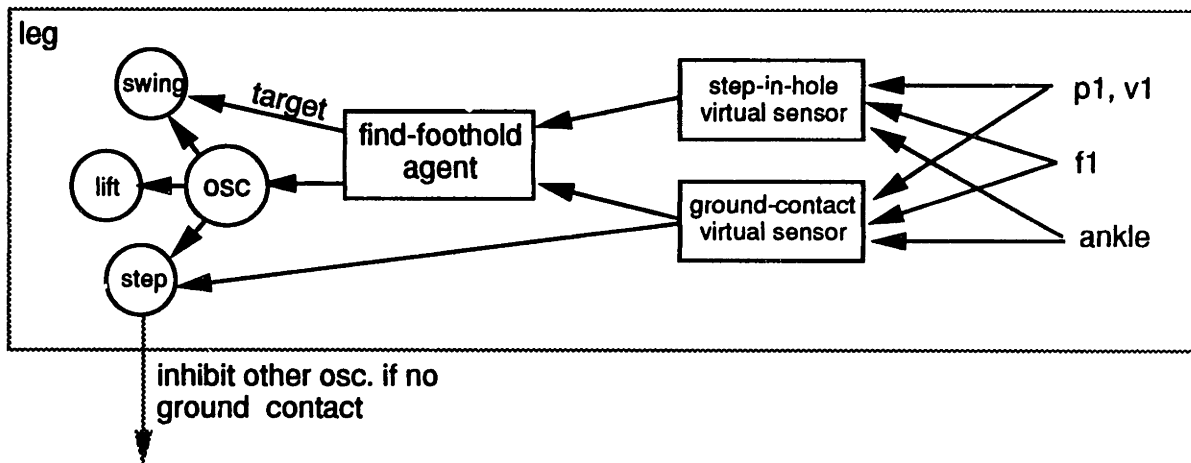 leg
swing
target
find-foothold
agent
step-in-hole
virtual sensor
p1, v1
lift
osc
f1
ground-contact
virtual sensor
ankle
step
inhibit other osc. if no
ground contact